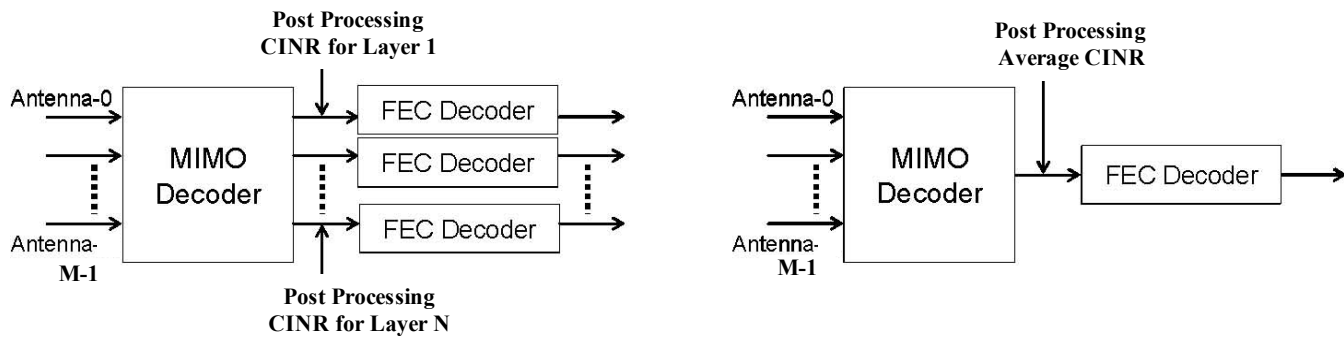 Post Processing
CINR for Layer 1
Antenna-0
MIMO
Decoder
FEC Decoder
FEC Decoder
FEC Decoder
Antenna-
M-1
Post Processing
CINR for Layer N
Post Processing
Average CINR
Antenna-0
MIMO
Decoder
FEC Decoder
Antenna-
M-1